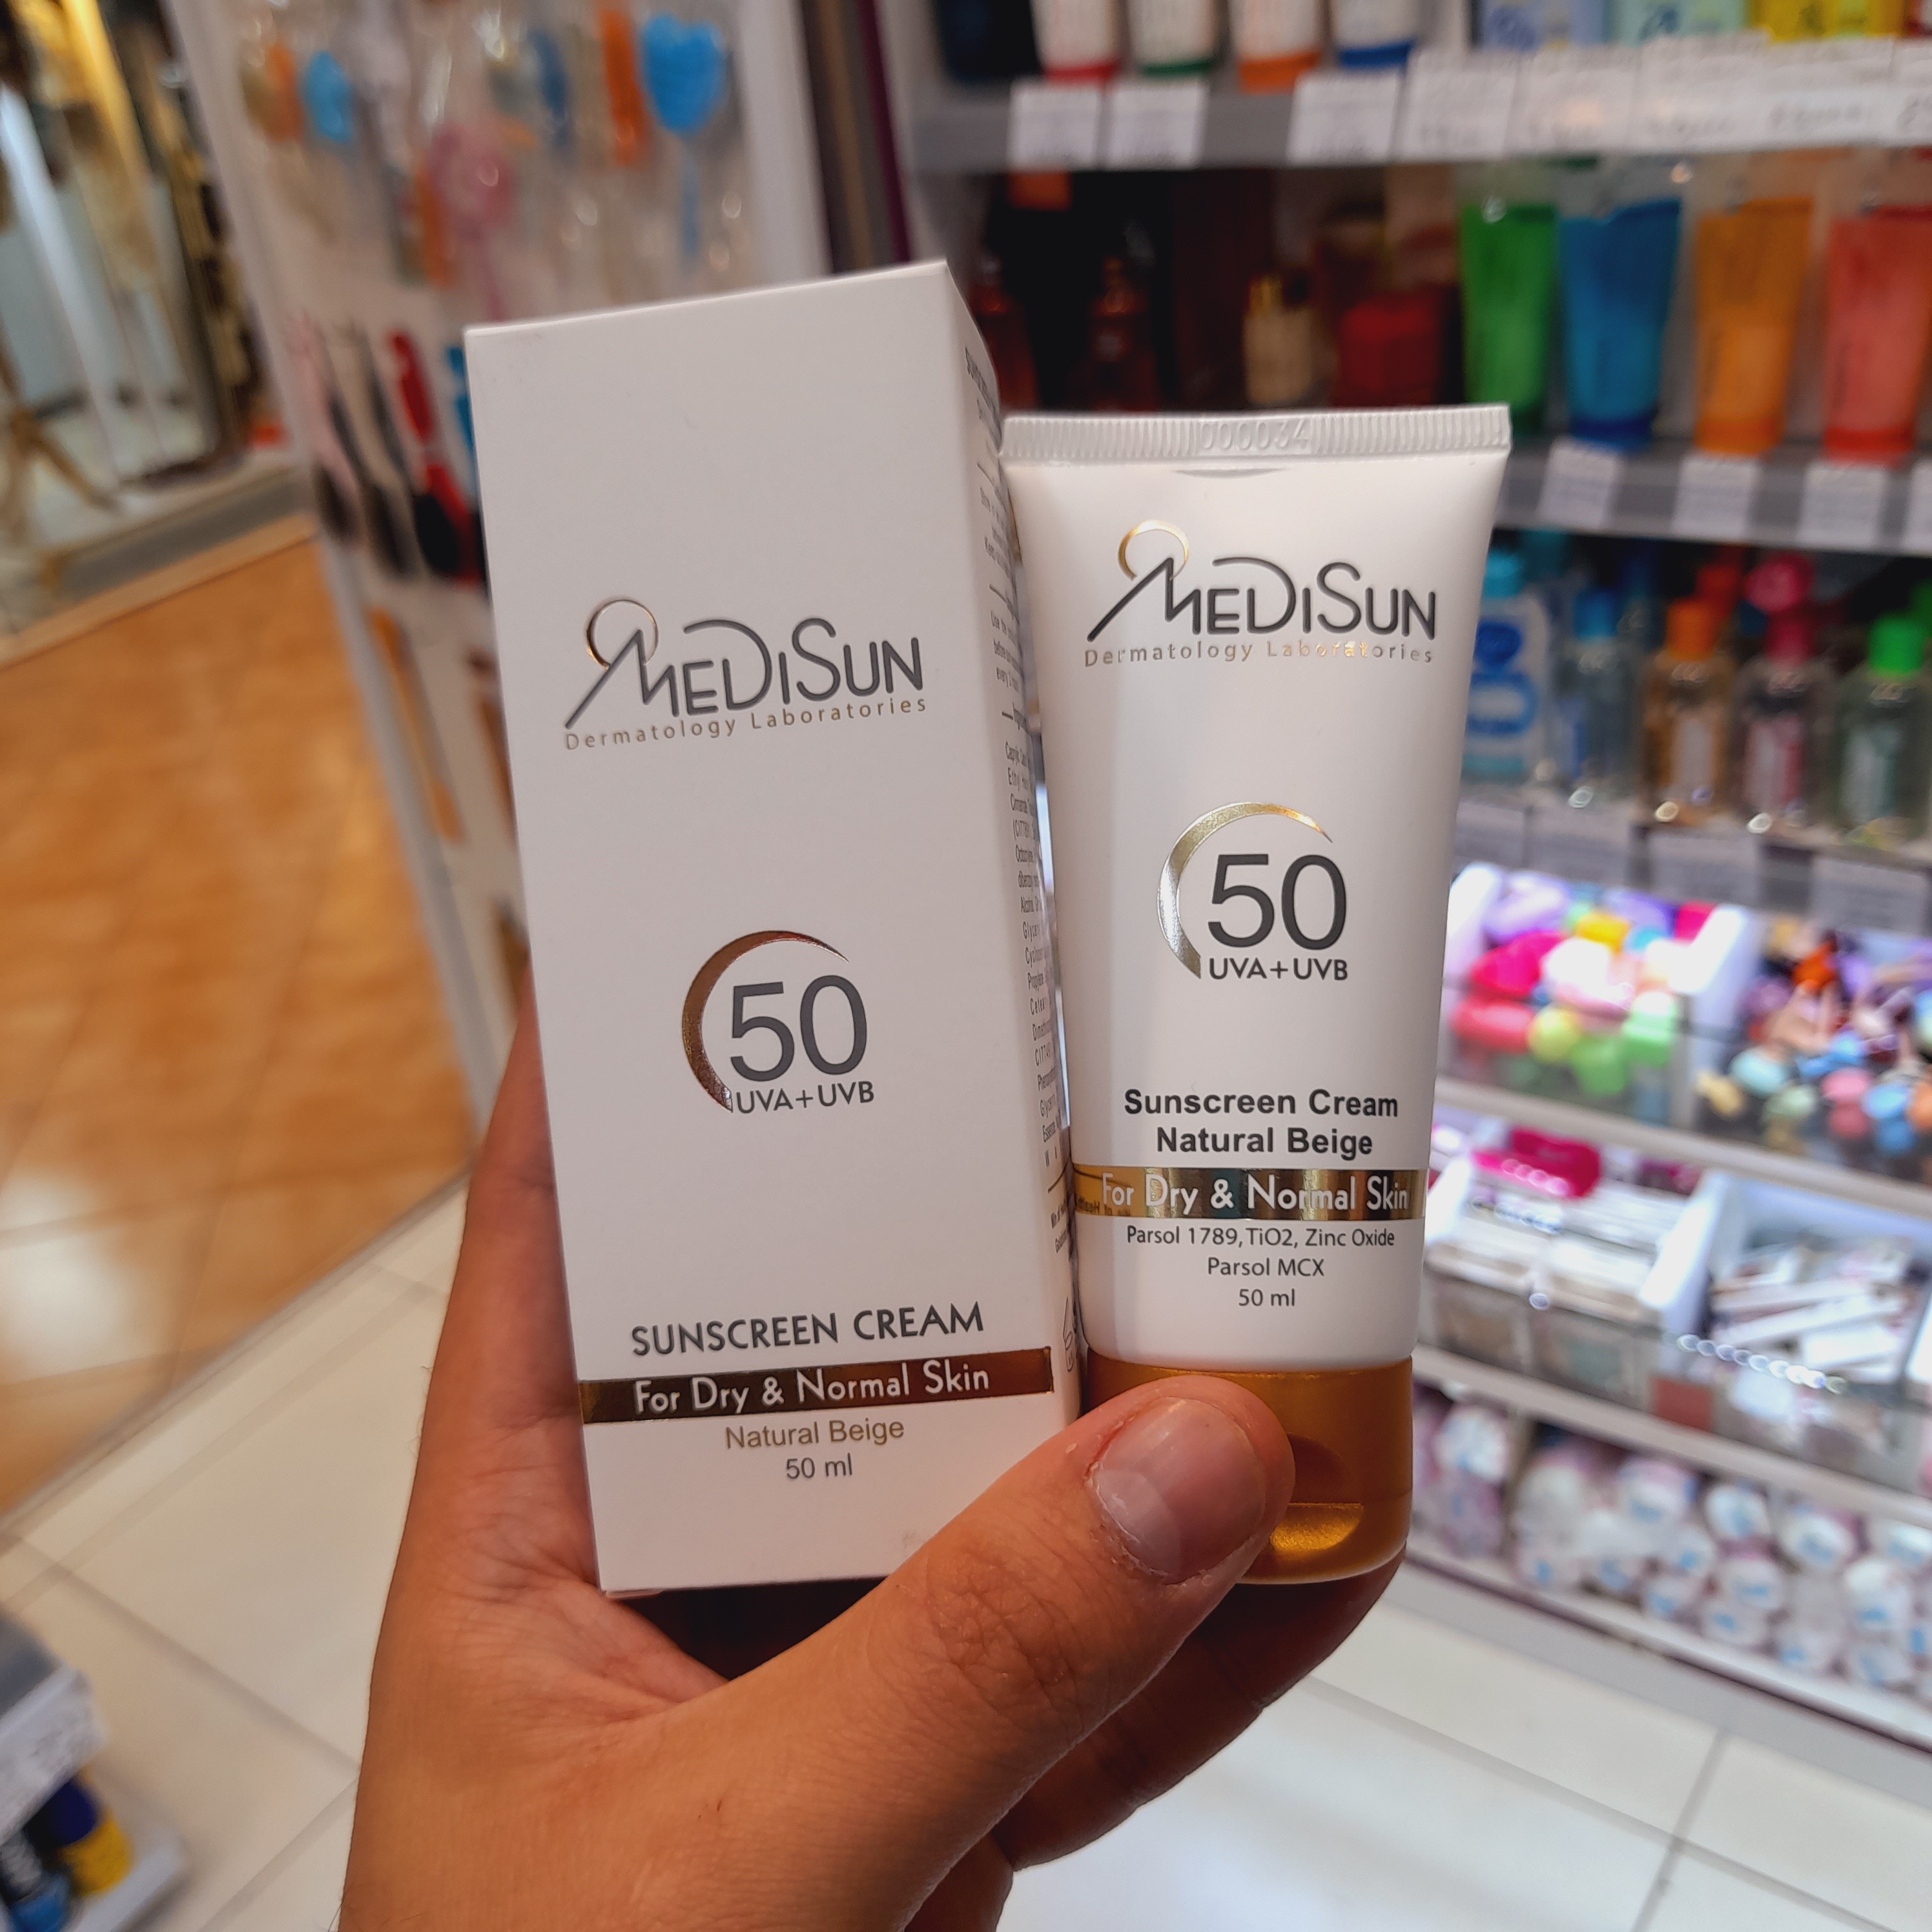 MEDISUN
Dermatology Laboratories
50
UVA+UVB
SUNSCREEN CREAM
For Dry & Normal Skin
Natural Beige
50 ml
000034
MEDISUN
Dermatology Laboratories
50
UVA+UVB
Sunscreen Cream
Natural Beige
For Dry & Normal Skin
Parsol 1789, TiO2, Zinc Oxide
Parsol MCX
50 ml